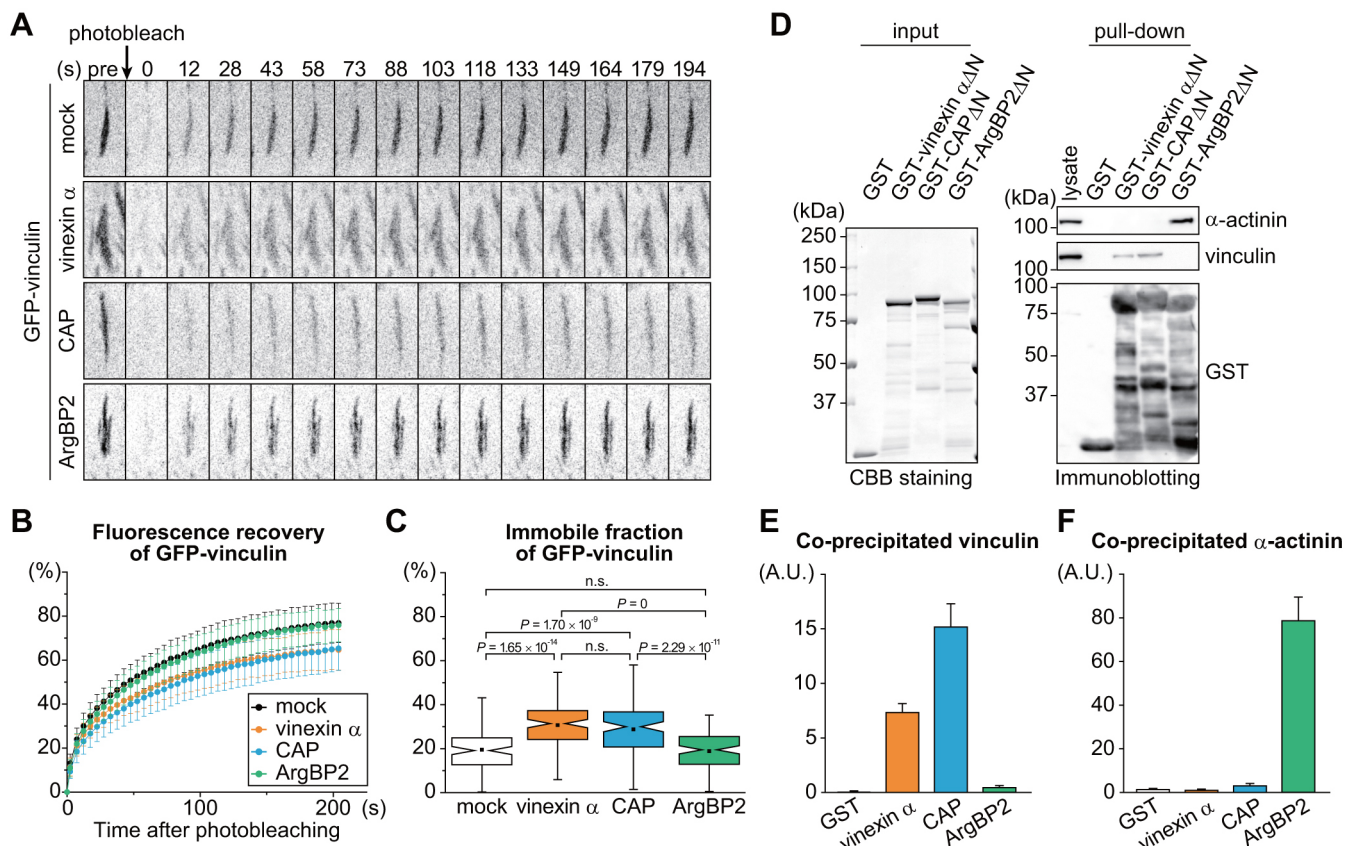 A
photobleach
(s) pre 0 12 28 43 58 73 88 103 118 133 149 164 179 194
GFP-vinculin
mock
vinexin α
CAP
ArgBP2
B
Fluorescence recovery
of GFP-vinculin
(%)
80
60
40
20
0
mock
vinexin α
CAP
ArgBP2
0 100 200 (s)
Time after photobleaching
C
Immobile fraction
of GFP-vinculin
(%)
n.s.
P = 0
P = 1.70 × 10⁻⁹
P = 1.65 × 10⁻¹⁴ n.s. P = 2.29 × 10⁻¹¹
80
60
40
20
0
mock vinexin α CAP ArgBP2
D
input
GST
GST-vinexin αΔN
GST-CAPΔN
GST-ArgBP2ΔN
(kDa)
250
150
100
75
50
37
CBB staining
pull-down
lysate
GST
GST-vinexin αΔN
GST-CAPΔN
GST-ArgBP2ΔN
(kDa)
100
α-actinin
100
vinculin
100
75
50
37
GST
Immunoblotting
E
Co-precipitated vinculin
(A.U.)
15
10
5
0
GST
vinexin α
CAP
ArgBP2
F
Co-precipitated α-actinin
(A.U.)
100
80
60
40
20
0
GST
vinexin α
CAP
ArgBP2